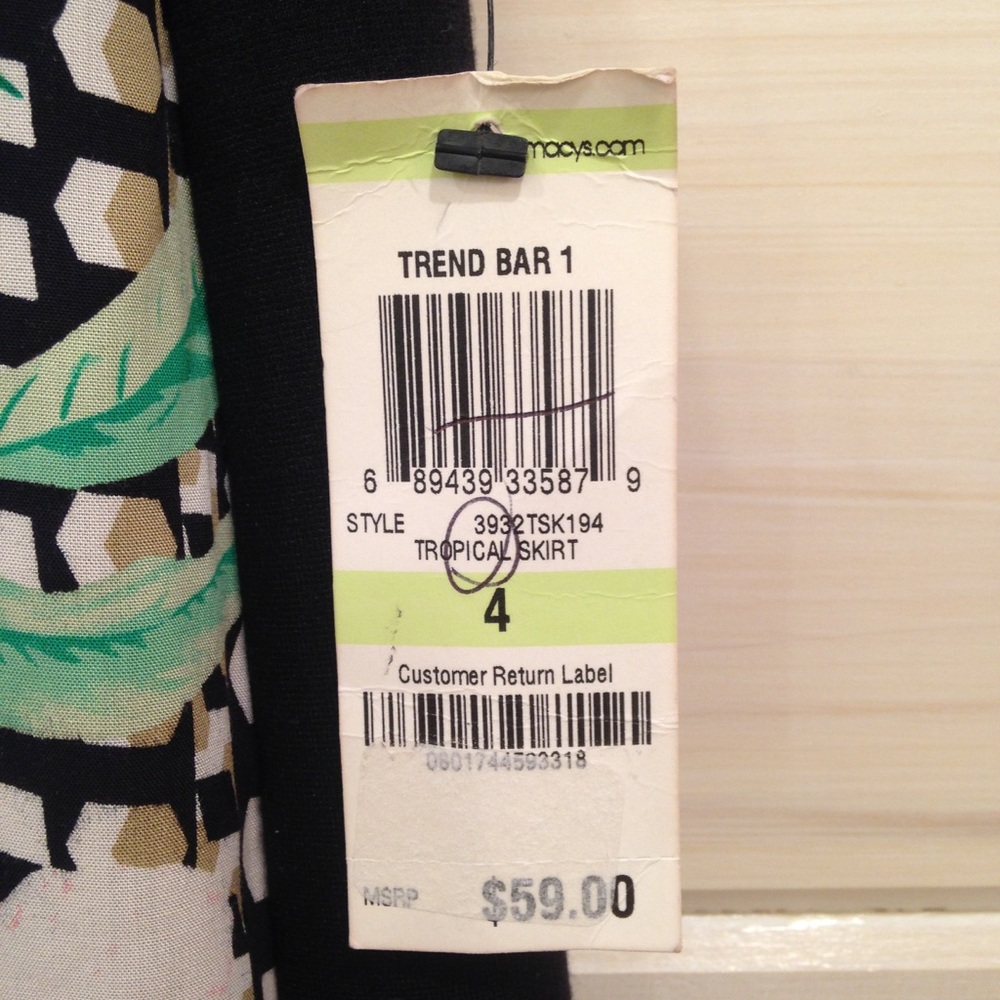 macys.com
TREND BAR 1
6 89439 33587 9
STYLE 3932TSK194
TROPICAL SKIRT
4
Customer Return Label
0601744593318
MSRP $59.00